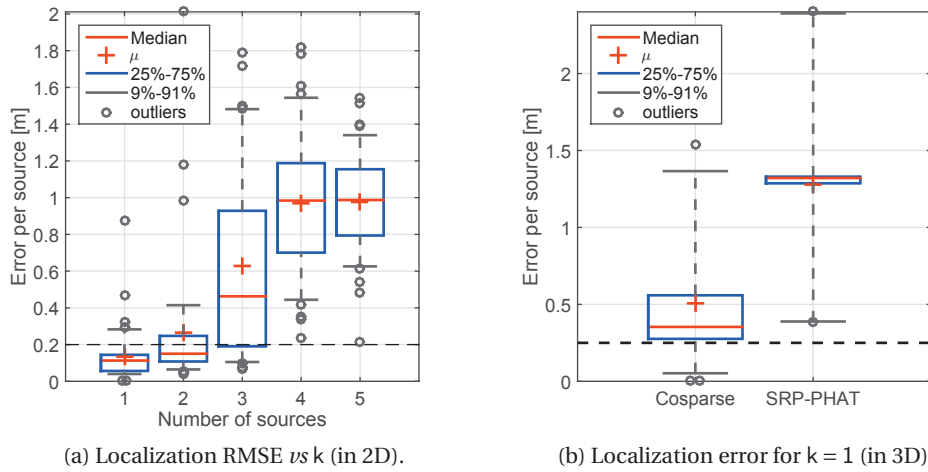 2
1.8
1.6
1.4
1.2
1
0.8
0.6
0.4
0.2
0
Error per source [m]
Median
μ
25%-75%
9%-91%
outliers
1 2 3 4 5
Number of sources
(a) Localization RMSE vs k (in 2D).
2
1.5
1
0.5
0
Error per source [m]
Median
μ
25%-75%
9%-91%
outliers
Cosparse SRP-PHAT
(b) Localization error for k = 1 (in 3D)